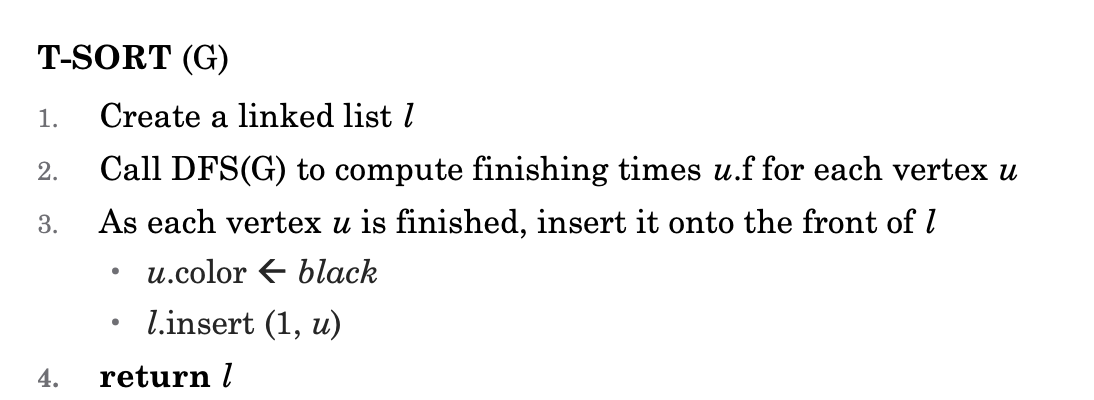 T-SORT (G)
1. Create a linked list l
2. Call DFS(G) to compute finishing times u.f for each vertex u
3. As each vertex u is finished, insert it onto the front of l
• u.color ← black
• l.insert (1, u)
4. return l